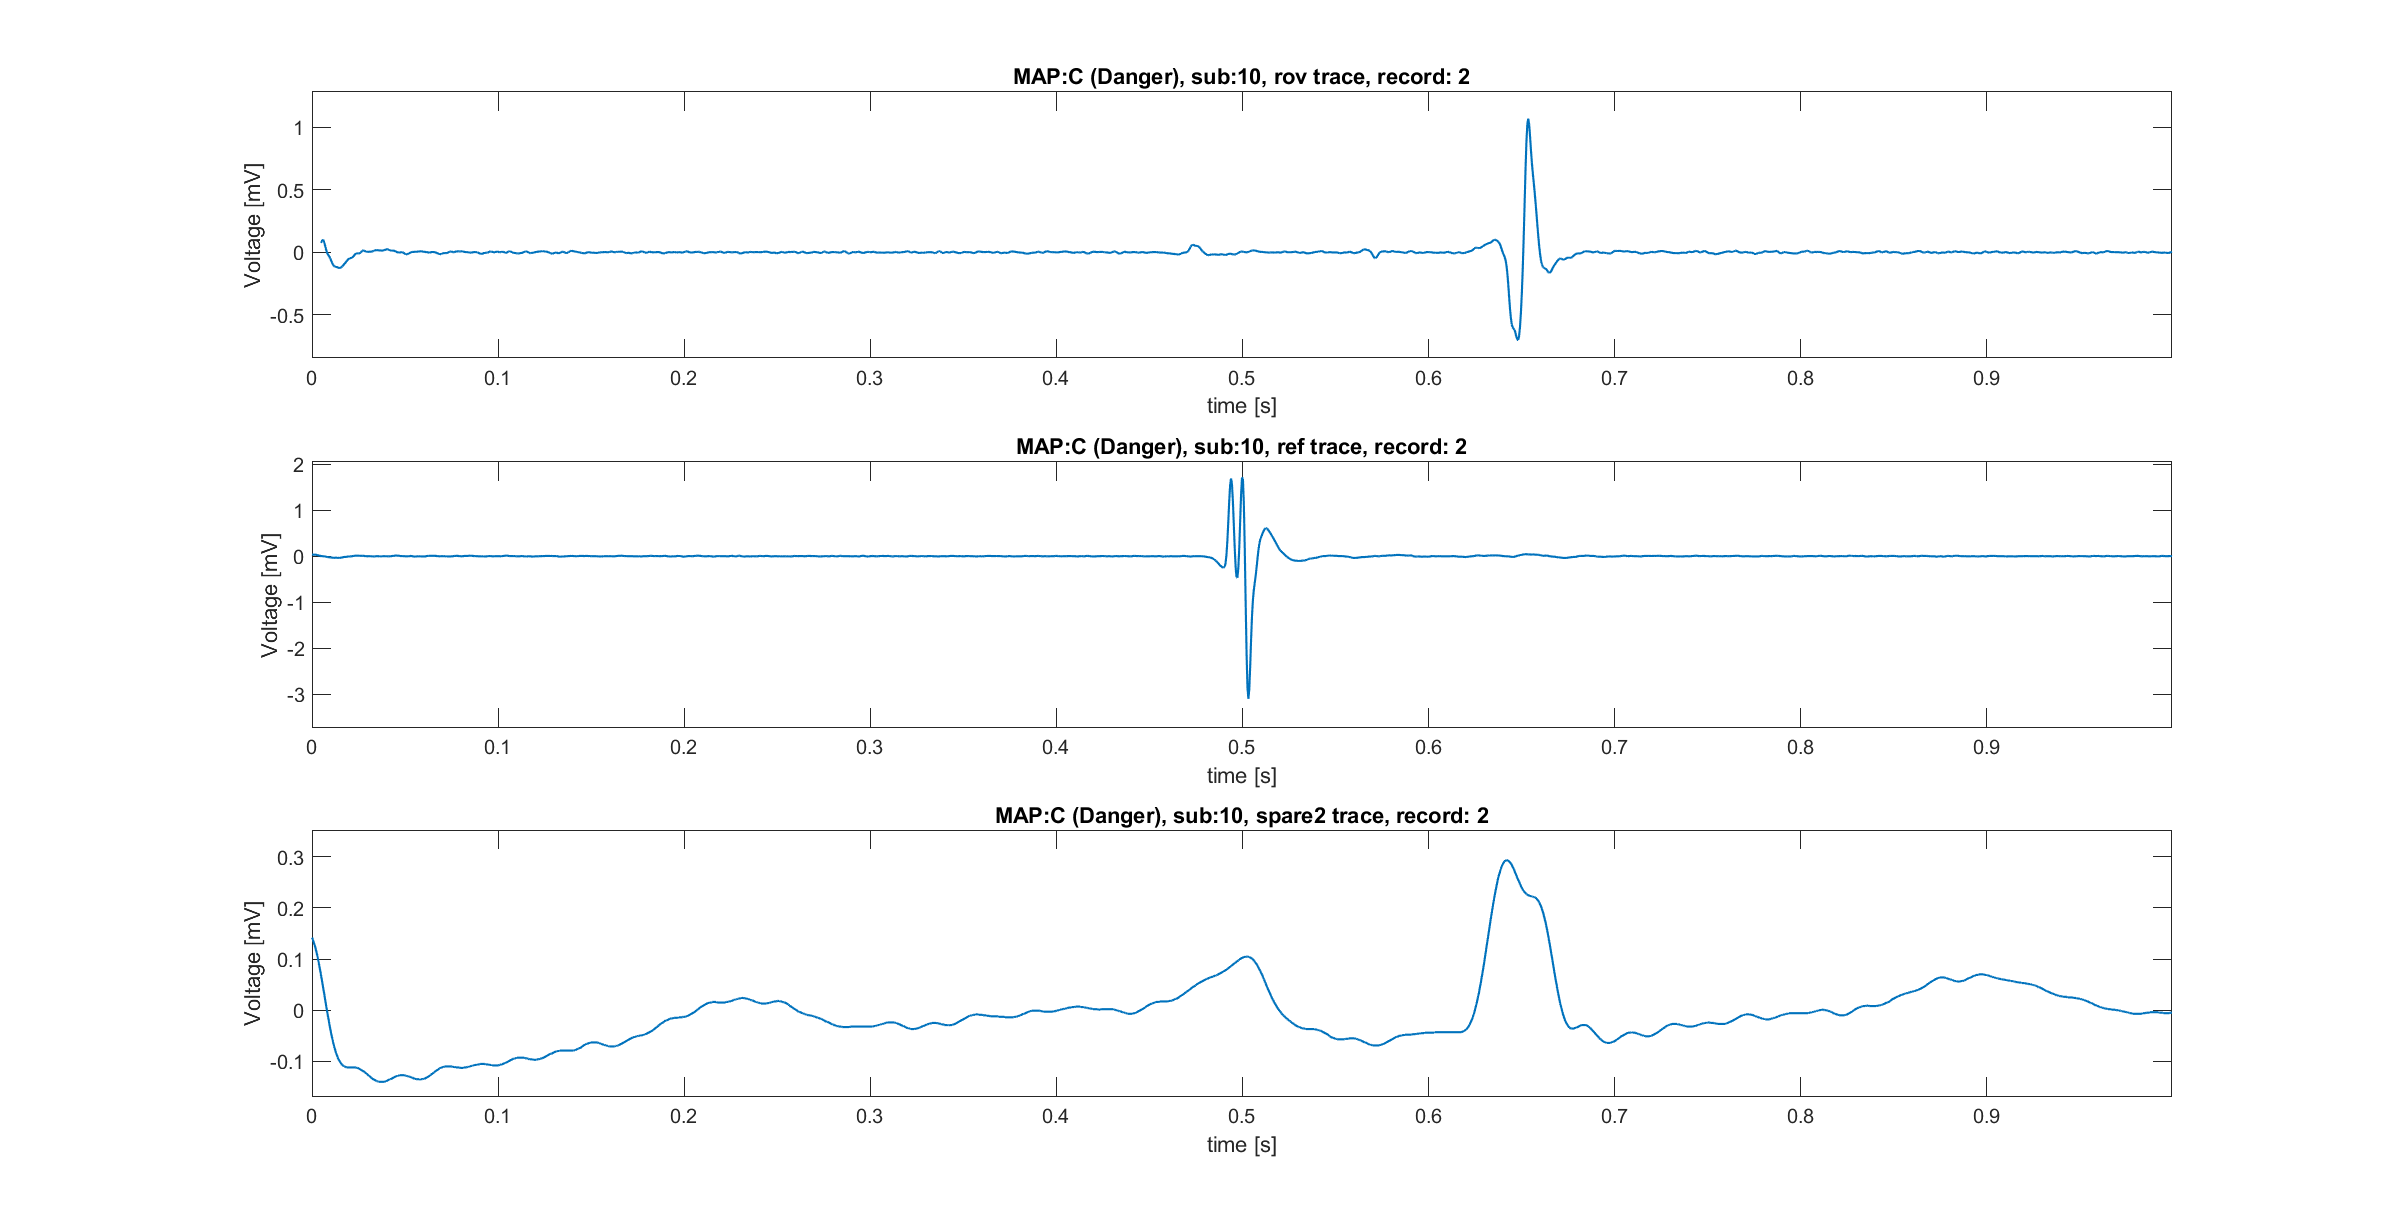 MAP:C (Danger), sub:10, rov trace, record: 2
Voltage [mV]
1
0.5
0
-0.5
0 0.1 0.2 0.3 0.4 0.5 0.6 0.7 0.8 0.9
time [s]
MAP:C (Danger), sub:10, ref trace, record: 2
Voltage [mV]
2
1
0
-1
-2
-3
0 0.1 0.2 0.3 0.4 0.5 0.6 0.7 0.8 0.9
time [s]
MAP:C (Danger), sub:10, spare2 trace, record: 2
Voltage [mV]
0.3
0.2
0.1
0
-0.1
0 0.1 0.2 0.3 0.4 0.5 0.6 0.7 0.8 0.9
time [s]